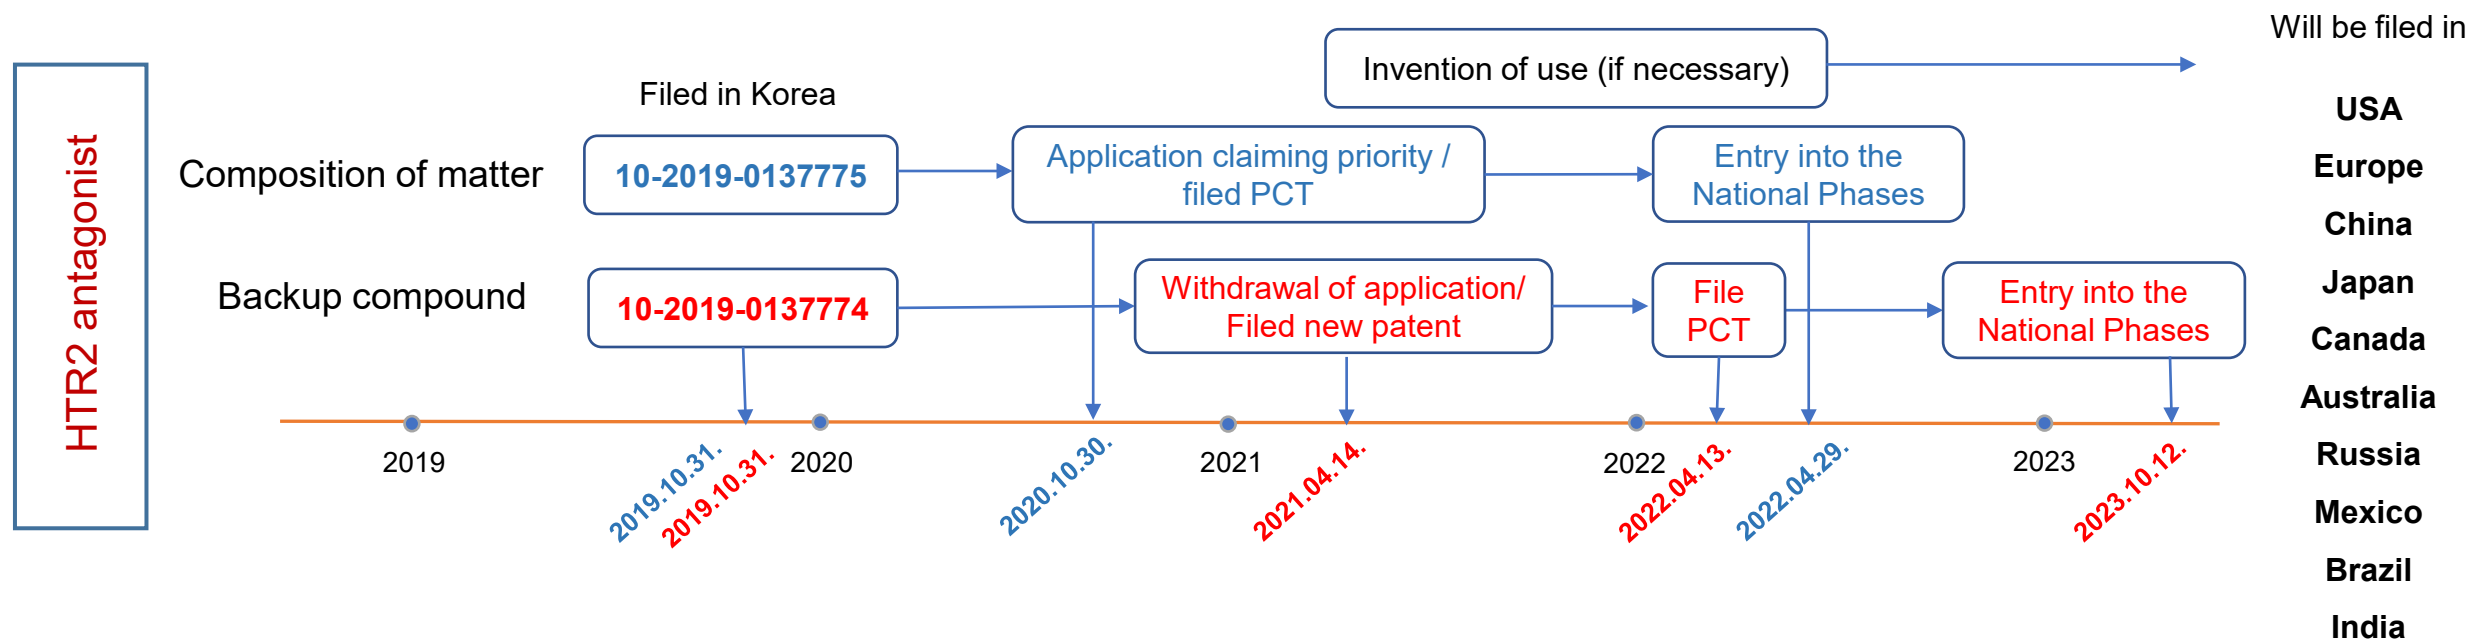 HTR2 antagonist
Will be filed in
Invention of use (if necessary)
Filed in Korea
Composition of matter
10-2019-0137775
Application claiming priority /
filed PCT
Entry into the
National Phases
Backup compound
10-2019-0137774
Withdrawal of application/
Filed new patent
File
PCT
Entry into the
National Phases
2019
2020
2021
2022
2023
2019.10.31.
2019.10.31.
2020.10.30.
2021.04.14.
2022.04.13.
2022.04.29.
2023.10.12.
USA
Europe
China
Japan
Canada
Australia
Russia
Mexico
Brazil
India